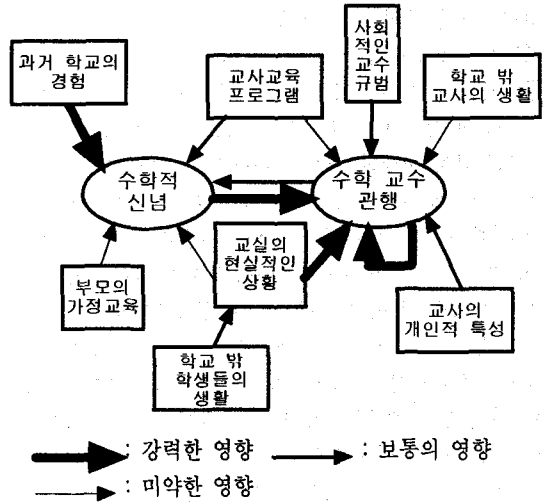 과거 학교의
경험
교사교육
프로그램
사회
적인
교수
규범
학교 밖
교사의 생활
수학적
신념
수학 교수
관행
부모의
가정교육
교실의
현실적인
상황
학교 밖
학생들의
생활
교사의
개인적 특성
: 강력한 영향
: 보통의 영향
: 미약한 영향